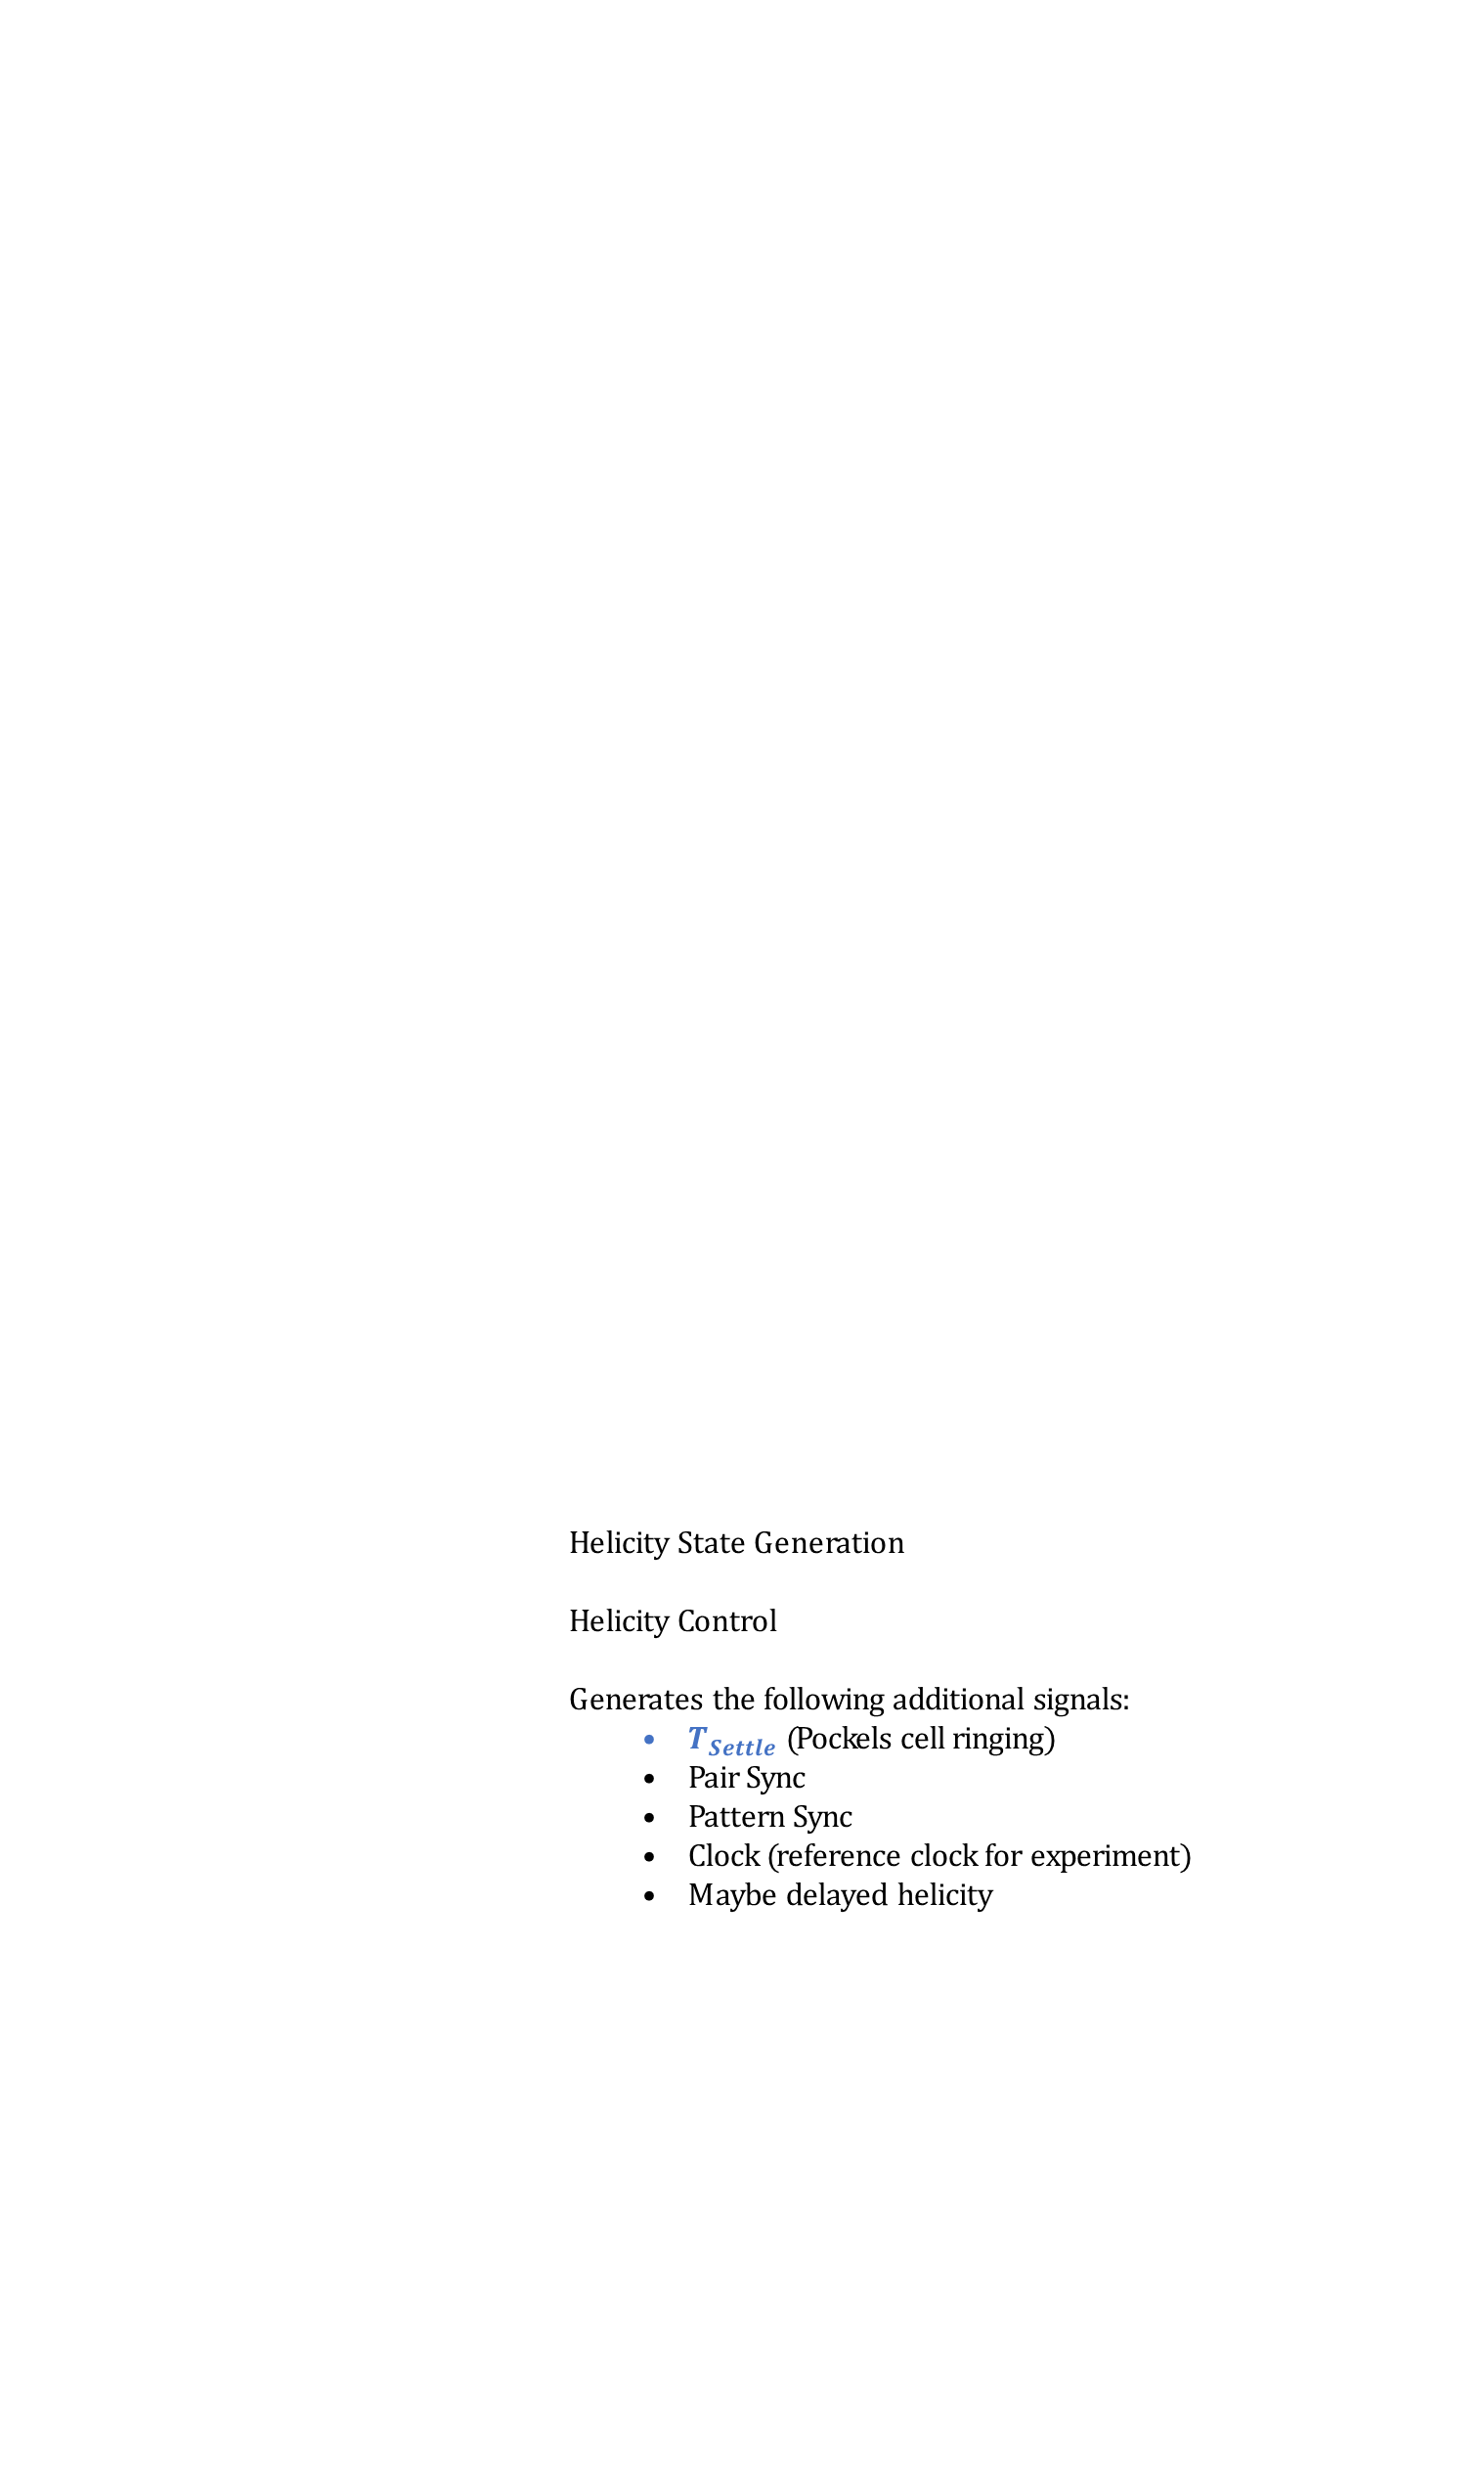 Helicity State Generation
Helicity Control
Generates the following additional signals:
• T_Settle (Pockels cell ringing)
• Pair Sync
• Pattern Sync
• Clock (reference clock for experiment)
• Maybe delayed helicity